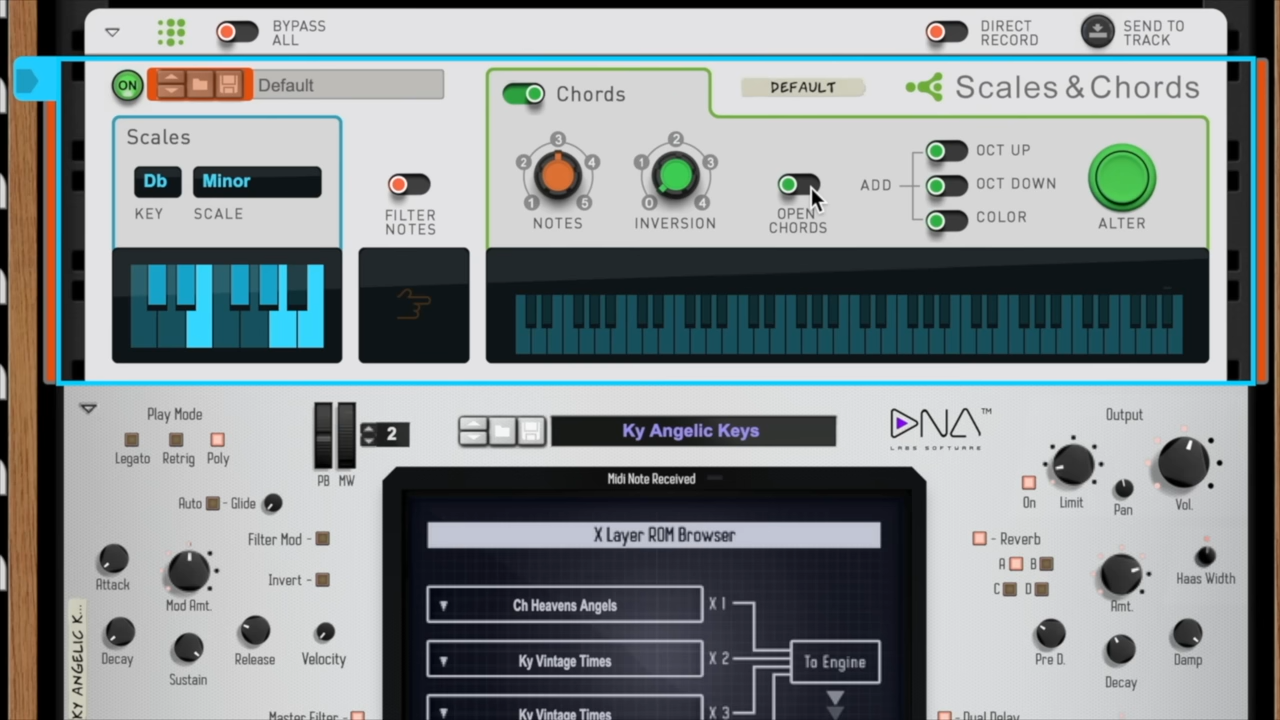 BYPASS
ALL
DIRECT
RECORD
SEND TO
TRACK
ON
Default
Chords
DEFAULT
Scales & Chords
Scales
Db
Minor
KEY
SCALE
FILTER
NOTES
1
2
3
4
5
NOTES
0
1
2
3
4
INVERSION
OPEN
CHORDS
ADD
OCT UP
OCT DOWN
COLOR
ALTER
Play Mode
Legato
Retrig
Poly
PB
MW
2
Ky Angelic Keys
DNA™
LABS SOFTWARE
Output
On
Limit
Pan
Vol.
Auto
- Glide
Midi Note Received
Filter Mod -
X Layer ROM Browser
- Reverb
A
B
C
D
Haas Width
Attack
Mod Amt.
Invert -
Amt.
Ch Heavens Angels
X 1
Decay
Sustain
Release
Velocity
Ky Vintage Times
X 2
To Engine
Pre D.
Decay
Damp
KY ANGELIC K...
Ky Vintage Times
X 3
Master Filter -
- Dual Delay